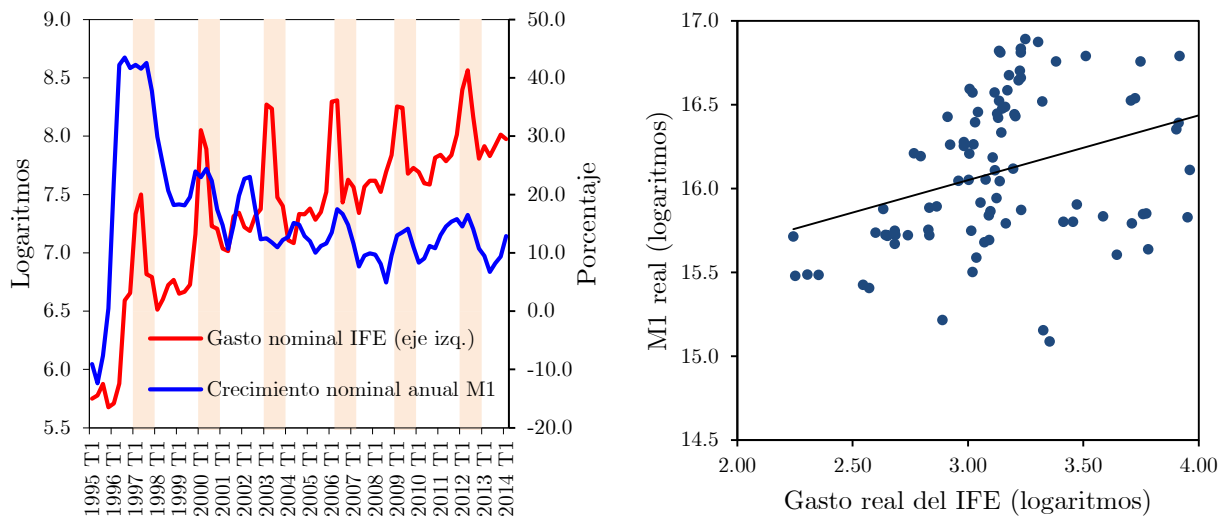 9.0
8.5
8.0
7.5
7.0
6.5
6.0
5.5
Logaritmos
50.0
40.0
30.0
20.0
10.0
0.0
-10.0
-20.0
Porcentaje
Gasto nominal IFE (eje izq.)
Crecimiento nominal anual M1
1995 T1
1996 T1
1997 T1
1998 T1
1999 T1
2000 T1
2001 T1
2002 T1
2003 T1
2004 T1
2005 T1
2006 T1
2007 T1
2008 T1
2009 T1
2010 T1
2011 T1
2012 T1
2013 T1
2014 T1
17.0
16.5
16.0
15.5
15.0
14.5
M1 real (logaritmos)
2.00
2.50
3.00
3.50
4.00
Gasto real del IFE (logaritmos)